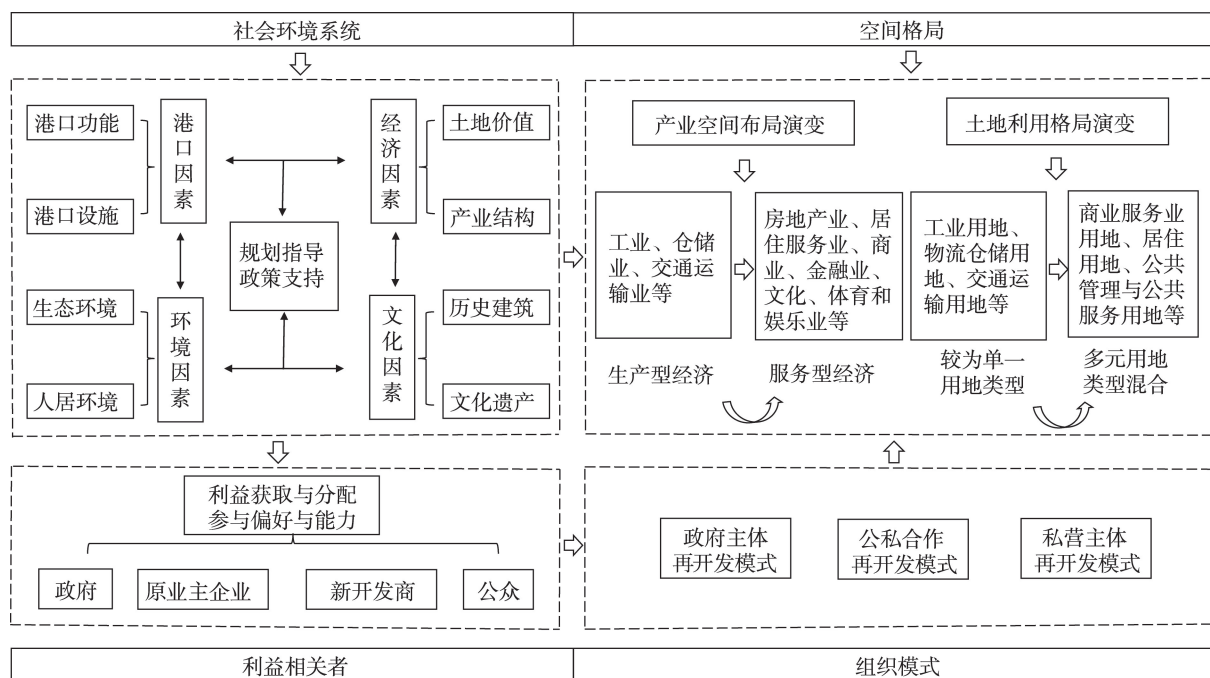 社会环境系统
空间格局
港口功能
港口设施
港口因素
经济因素
土地价值
产业结构
规划指导
政策支持
生态环境
人居环境
环境因素
文化因素
历史建筑
文化遗产
产业空间布局演变
土地利用格局演变
工业、仓储
业、交通运
输业等
房地产业、居
住服务业、商
业、金融业、
文化、体育和
娱乐业等
工业用地、
物流仓储用
地、交通运
输用地等
商业服务业
用地、居住
用地、公共
管理与公共
服务用地等
生产型经济
服务型经济
较为单一
用地类型
多元用地
类型混合
利益获取与分配
参与偏好与能力
政府
原业主企业
新开发商
公众
政府主体
再开发模式
公私合作
再开发模式
私营主体
再开发模式
利益相关者
组织模式